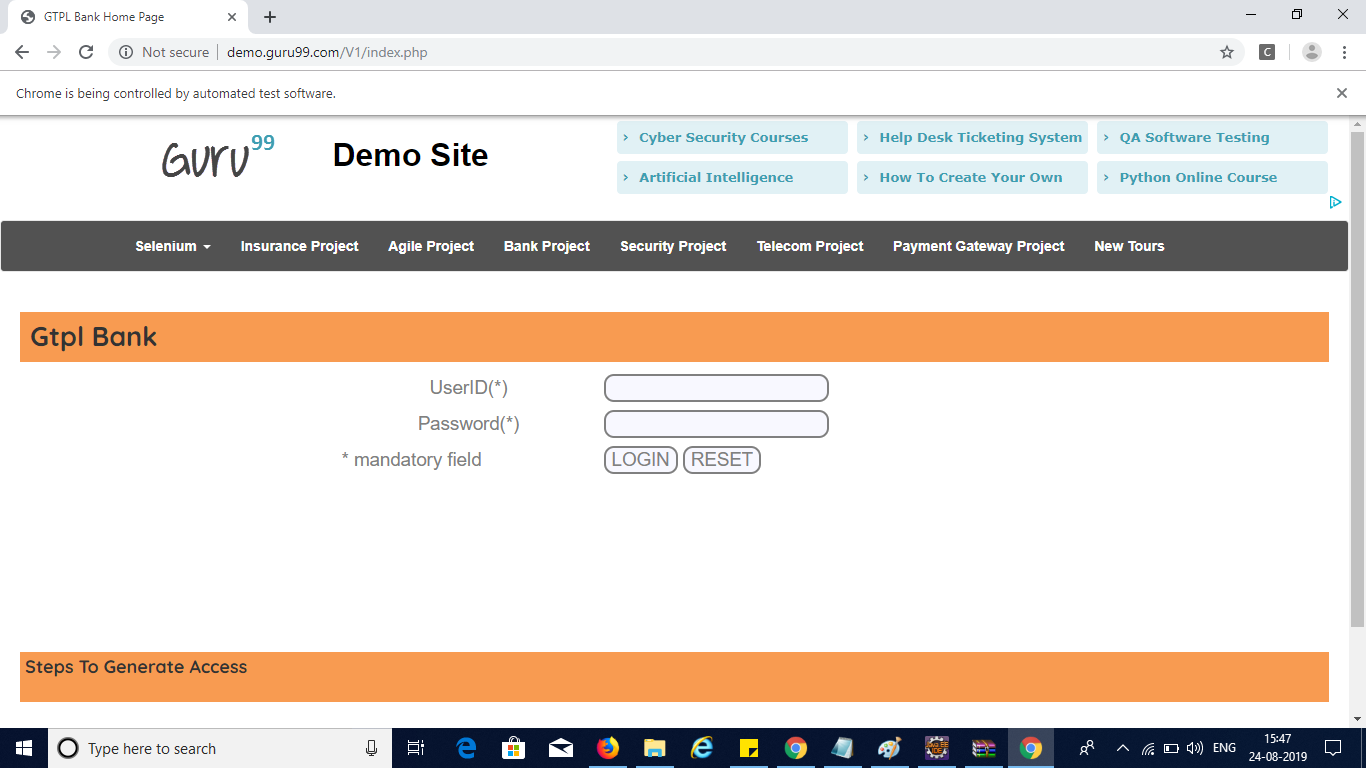 GTPL Bank Home Page
Not secure demo.guru99.com/V1/index.php
C
Chrome is being controlled by automated test software.
Guru99 Demo Site
Cyber Security Courses Help Desk Ticketing System QA Software Testing
Artificial Intelligence How To Create Your Own Python Online Course
Selenium Insurance Project Agile Project Bank Project Security Project Telecom Project Payment Gateway Project New Tours
Gtpl Bank
UserID(*)
Password(*)
* mandatory field LOGIN RESET
Steps To Generate Access
Type here to search
ENG
15:47
24-08-2019